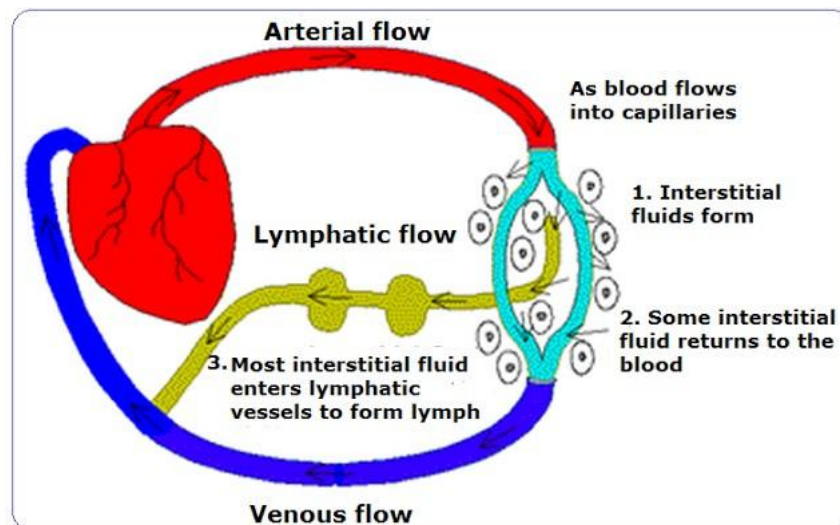 Arterial flow
As blood flows
into capillaries
1. Interstitial
fluids form
Lymphatic flow
2. Some interstitial
fluid returns to the
blood
3. Most interstitial fluid
enters lymphatic
vessels to form lymph
Venous flow